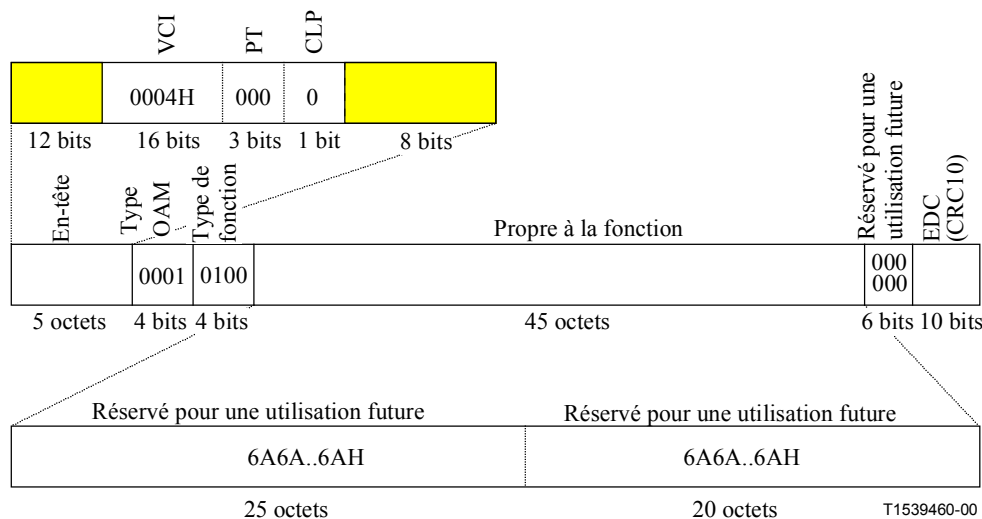 VCI
PT
CLP
0004H
000
0
12 bits
16 bits
3 bits
1 bit
8 bits
En-tête
Type
OAM
Type de
fonction
Propre à la fonction
Réservé pour une
utilisation future
EDC
(CRC10)
0001
0100
000
000
5 octets
4 bits
4 bits
45 octets
6 bits
10 bits
Réservé pour une utilisation future
Réservé pour une utilisation future
6A6A..6AH
6A6A..6AH
25 octets
20 octets
T1539460-00